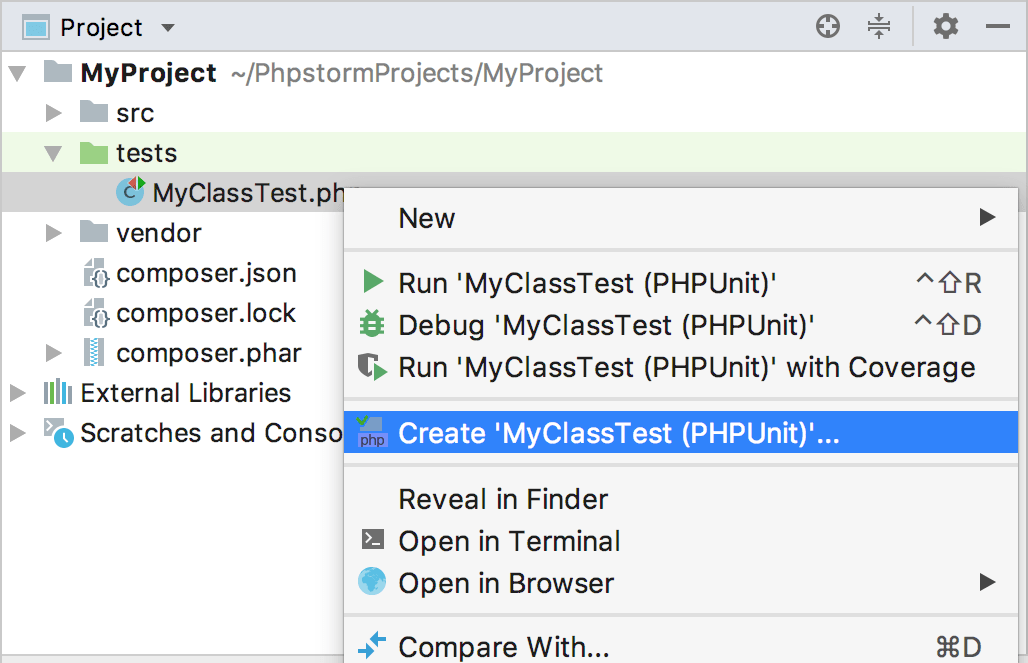 Project
MyProject ~/PhpstormProjects/MyProject
src
tests
MyClassTest.ph
vendor
composer.json
composer.lock
composer.phar
External Libraries
Scratches and Conso
New
Run 'MyClassTest (PHPUnit)' ⌃⇧R
Debug 'MyClassTest (PHPUnit)' ⌃⇧D
Run 'MyClassTest (PHPUnit)' with Coverage
php Create 'MyClassTest (PHPUnit)'...
Reveal in Finder
Open in Terminal
Open in Browser
Compare With... ⌘D